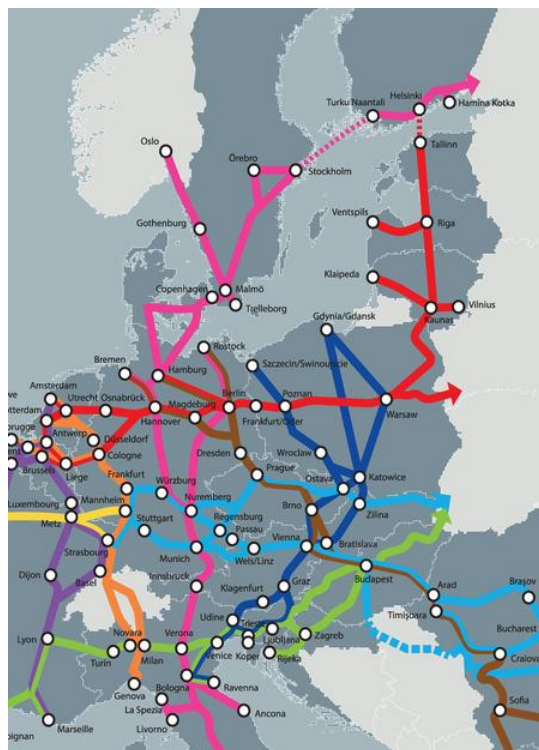 Turku Naantali
Helsinki
Hamina Kotka
Tallinn
Oslo
Örebro
Stockholm
Ventspils
Riga
Gothenburg
Klaipeda
Copenhagen
Malmö
Trelleborg
Kaunas
Vilnius
Gdynia/Gdansk
Rostock
Bremen
Hamburg
Szczecin/Swinoujscie
Amsterdam
Utrecht
Osnabrück
Magdeburg
Berlin
Poznan
Warsaw
Rotterdam
Hannover
Frankfurt/Oder
Antwerp
Düsseldorf
Cologne
Dresden
Wroclaw
Brussels
Liege
Frankfurt
Prague
Ostava
Katowice
Luxembourg
Mannheim
Würzburg
Nuremberg
Brno
Žilina
Metz
Stuttgart
Regensburg
Passau
Strasbourg
Munich
Wels/Linz
Vienna
Bratislava
Dijon
Basel
Innsbruck
Klagenfurt
Graz
Budapest
Arad
Brașov
Timișoara
Lyon
Novara
Verona
Udine
Trieste
Ljubljana
Zagreb
Bucharest
Turin
Milan
Venice
Koper
Rijeka
Craiova
Genova
Bologna
Ravenna
La Spezia
Ancona
Sofia
Marseille
Livorno
pignan